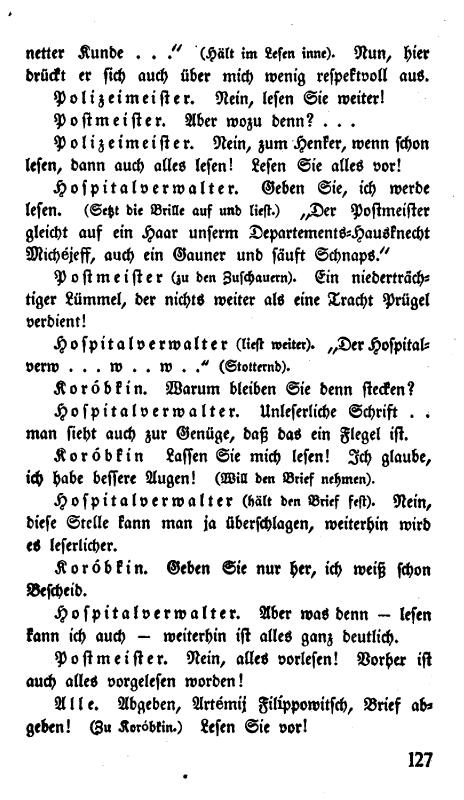 netter Kunde . . .“ (Hält im Lesen inne). Nun, hier
drückt er sich auch über mich wenig respektvoll aus.
Polizeimeister. Nein, lesen Sie weiter!
Postmeister. Aber wozu denn? . . .
Polizeimeister. Nein, zum Henker, wenn schon
lesen, dann auch alles lesen! Lesen Sie alles vor!
Hospitalverwalter. Geben Sie, ich werde
lesen. (Setzt die Brille auf und liest.) „Der Postmeister
gleicht auf ein Haar unserm Departements-Hausknecht
Michéjeff, auch ein Gauner und säuft Schnaps.“
Postmeister (zu den Zuschauern). Ein niederträch-
tiger Lümmel, der nichts weiter als eine Tracht Prügel
verdient!
Hospitalverwalter (liest weiter). „Der Hospital-
verw . . . w . . w . .“ (Stotternd).
Koróbkin. Warum bleiben Sie denn stecken?
Hospitalverwalter. Unleserliche Schrift . .
man sieht auch zur Genüge, daß das ein Flegel ist.
Koróbkin Lassen Sie mich lesen! Ich glaube,
ich habe bessere Augen! (Will den Brief nehmen).
Hospitalverwalter (hält den Brief fest). Nein,
diese Stelle kann man ja überschlagen, weiterhin wird
es leserlicher.
Koróbkin. Geben Sie nur her, ich weiß schon
Bescheid.
Hospitalverwalter. Aber was denn — lesen
kann ich auch — weiterhin ist alles ganz deutlich.
Postmeister. Nein, alles vorlesen! Vorher ist
auch alles vorgelesen worden!
Alle. Abgeben, Artémij Filíppowitsch, Brief ab-
geben! (Zu Koróbkin.) Lesen Sie vor!
127